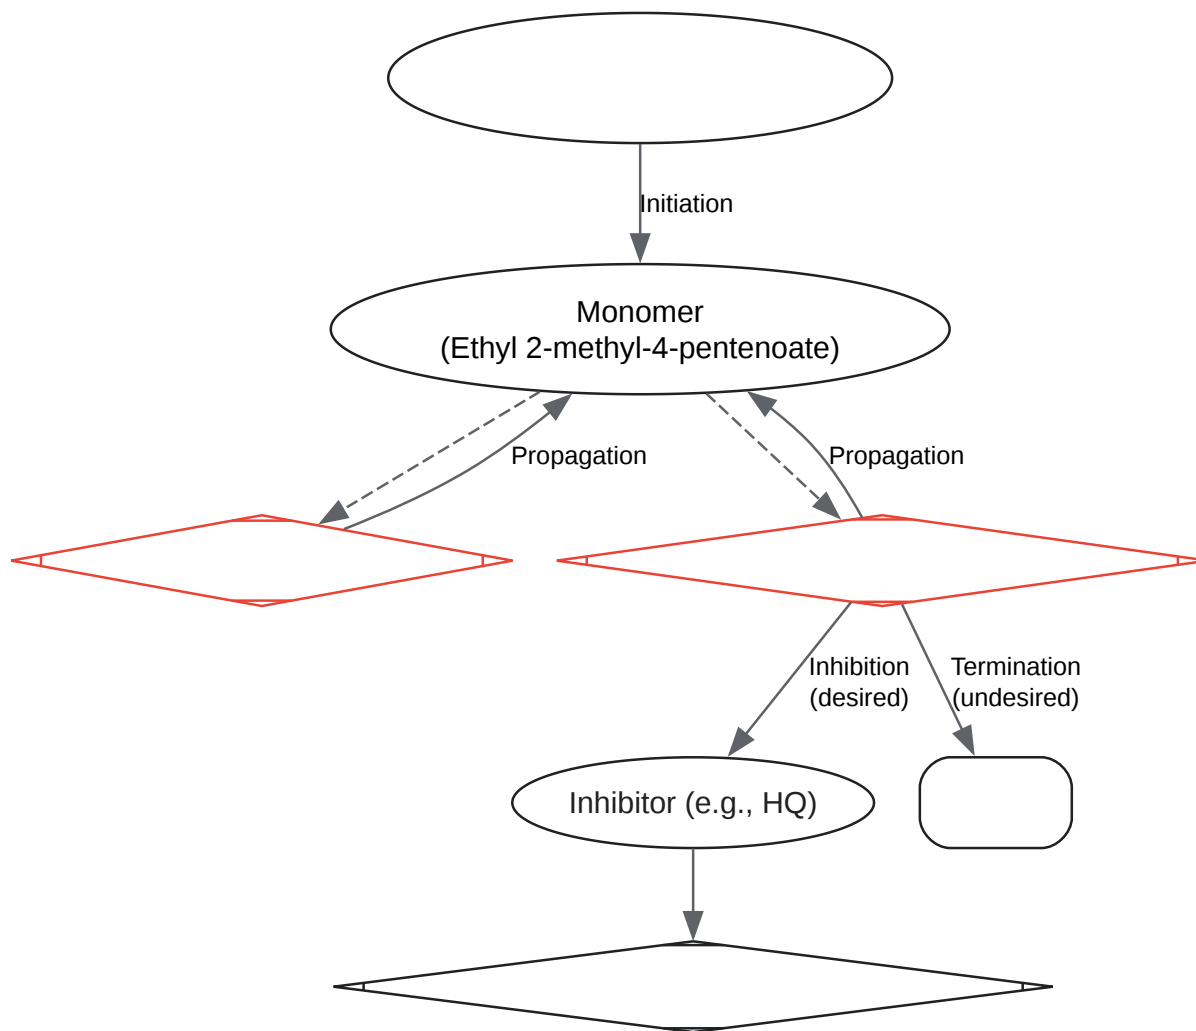 Initiation
Monomer
(Ethyl 2-methyl-4-pentenoate)
Propagation
Propagation
Inhibition
(desired)
Termination
(undesired)
Inhibitor (e.g., HQ)